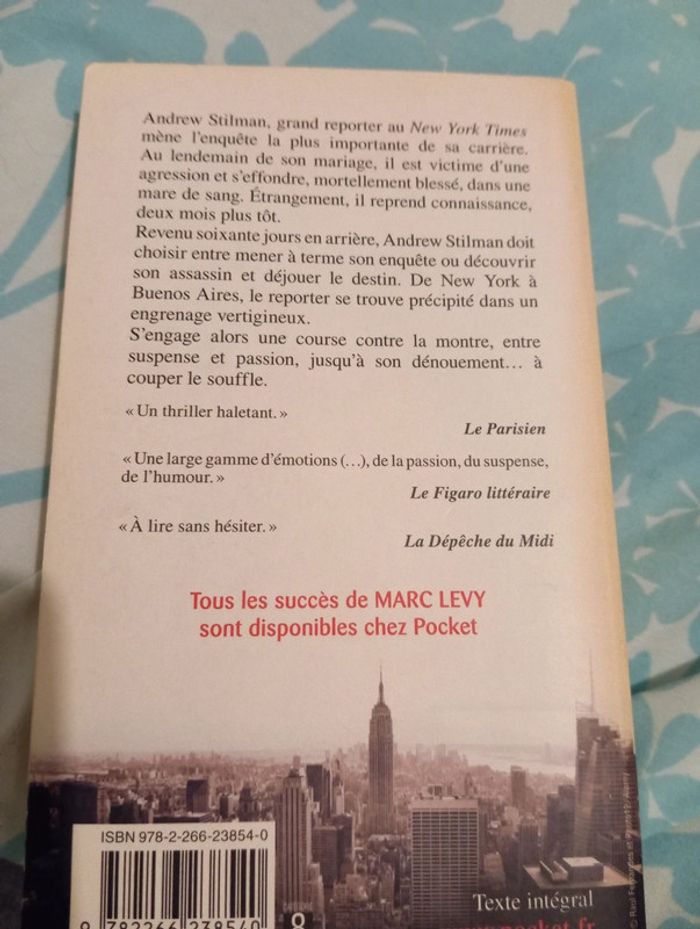 Andrew Stilman, grand reporter au New York Times
mène l'enquête la plus importante de sa carrière.
Au lendemain de son mariage, il est victime d'une
agression et s'effondre, mortellement blessé, dans une
mare de sang. Étrangement, il reprend connaissance,
deux mois plus tôt.
Revenu soixante jours en arrière, Andrew Stilman doit
choisir entre mener à terme son enquête ou découvrir
son assassin et déjouer le destin. De New York à
Buenos Aires, le reporter se trouve précipité dans un
engrenage vertigineux.
S'engage alors une course contre la montre, entre
suspense et passion, jusqu'à son dénouement… à
couper le souffle.
« Un thriller haletant. »
Le Parisien
« Une large gamme d'émotions (…), de la passion, du suspense,
de l'humour. »
Le Figaro littéraire
« À lire sans hésiter. »
La Dépêche du Midi
Tous les succès de MARC LEVY
sont disponibles chez Pocket
ISBN 978-2-266-23854-0
9 782266 238540
8
Texte intégral
pocket.fr